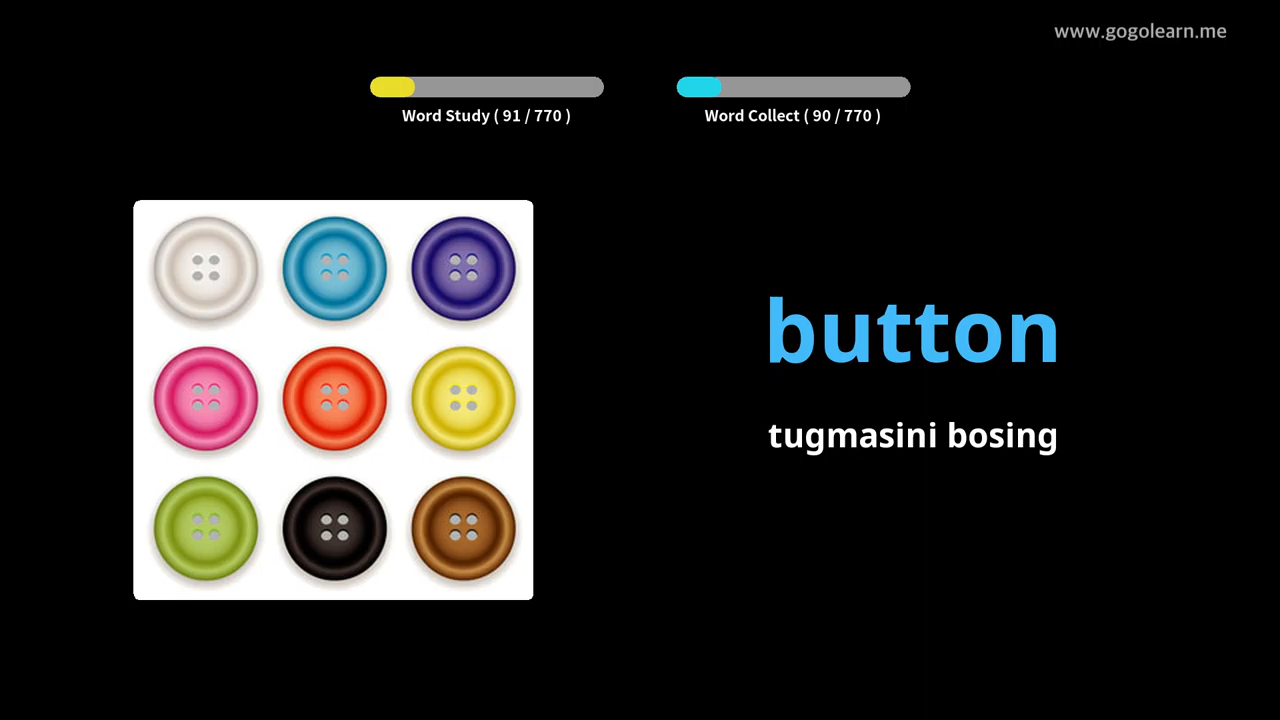 www.gogolearn.me
Word Study ( 91 / 770 )
Word Collect ( 90 / 770 )
button
tugmasini bosing